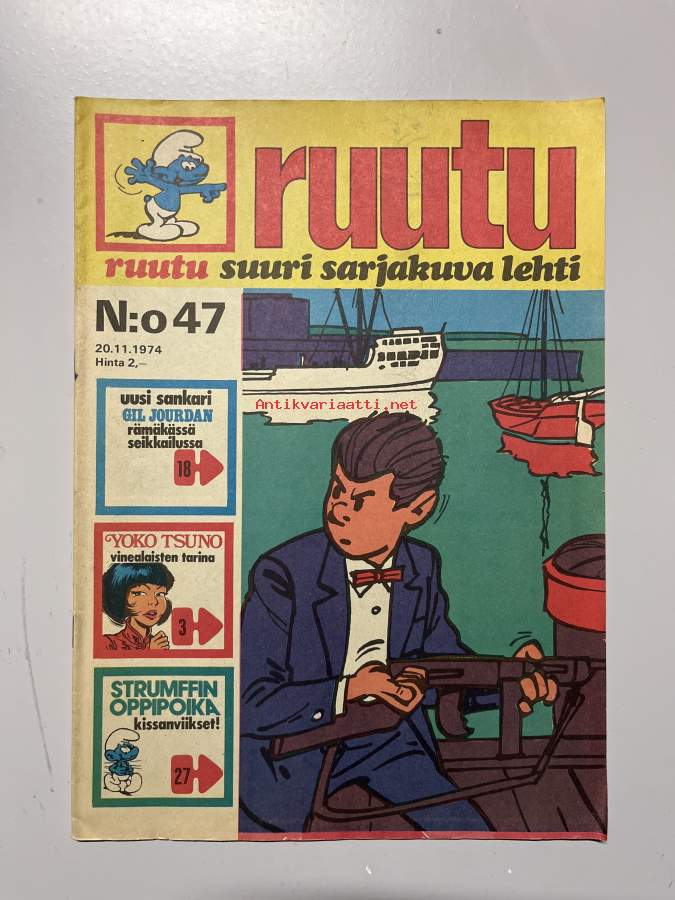 ruutu
ruutu suuri sarjakuva lehti
N:o 47
20.11.1974
Hinta 2,–
uusi sankari
GIL JOURDAN
rämäkässä
seikkailussa
18
YOKO TSUNO
vinealaisten tarina
3
STRUMFFIN
OPPIPOIKA
kissanviikset!
27
Antikvariaatti.net